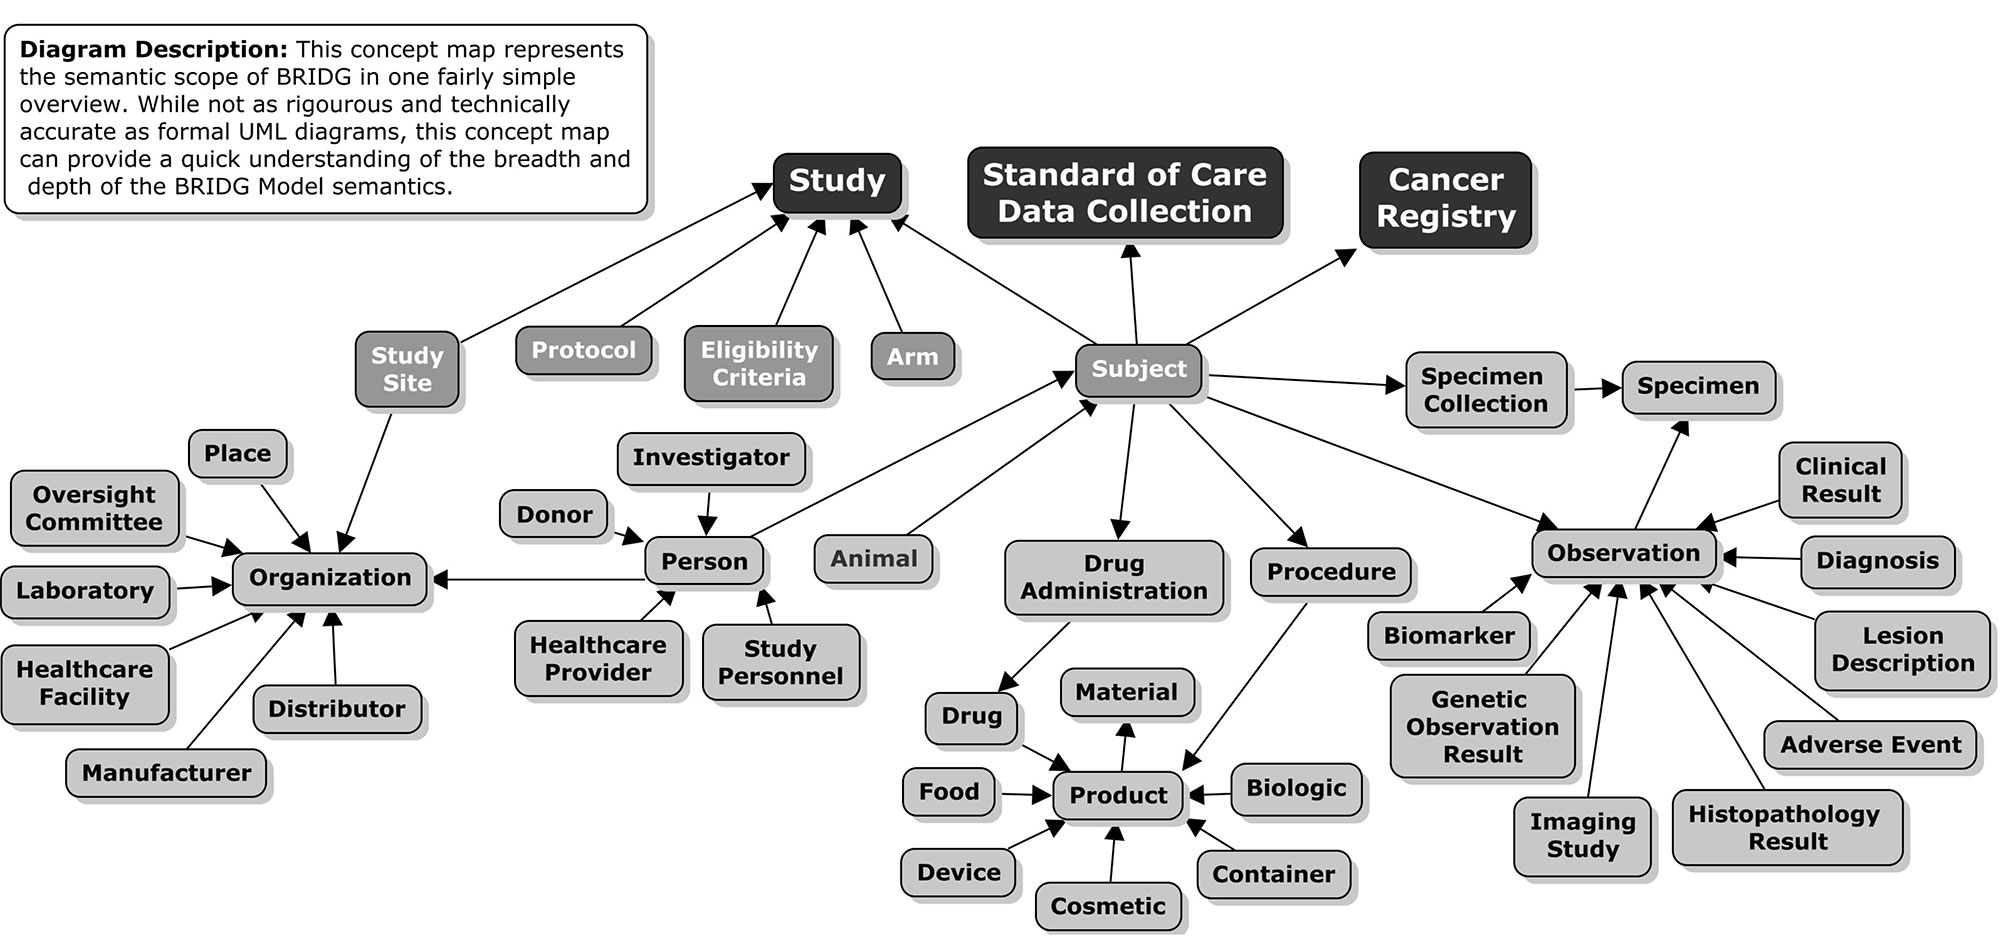 Diagram Description: This concept map represents
the semantic scope of BRIDG in one fairly simple
overview. While not as rigourous and technically
accurate as formal UML diagrams, this concept map
can provide a quick understanding of the breadth and
depth of the BRIDG Model semantics.
Study
Standard of Care
Data Collection
Cancer
Registry
Study
Site
Protocol
Eligibility
Criteria
Arm
Subject
Specimen
Collection
Specimen
Place
Oversight
Committee
Laboratory
Organization
Healthcare
Facility
Distributor
Manufacturer
Investigator
Donor
Person
Healthcare
Provider
Study
Personnel
Animal
Drug
Administration
Procedure
Drug
Material
Food
Product
Biologic
Device
Cosmetic
Container
Clinical
Result
Observation
Diagnosis
Biomarker
Lesion
Description
Genetic
Observation
Result
Adverse Event
Imaging
Study
Histopathology
Result